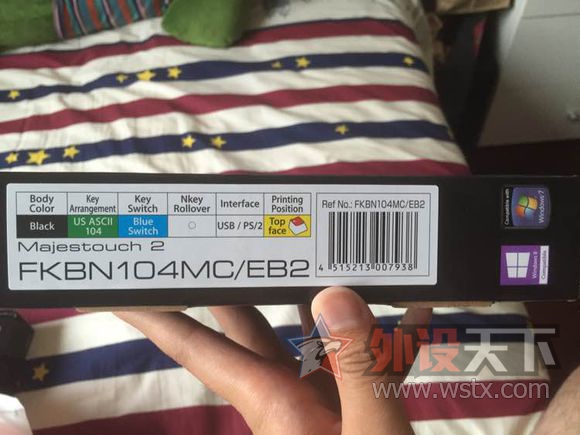 Body Color
Key Arrangement
Key Switch
Nkey Rollover
Interface
Printing Position
Black
US ASCII 104
Blue Switch
○
USB / PS/2
Top face
Majestouch 2
FKBN104MC/EB2
Ref No.: FKBN104MC/EB2
4 515213 007938
Compatible with
Windows 7
Windows 8
Compatible
外设天下
www.wstx.com